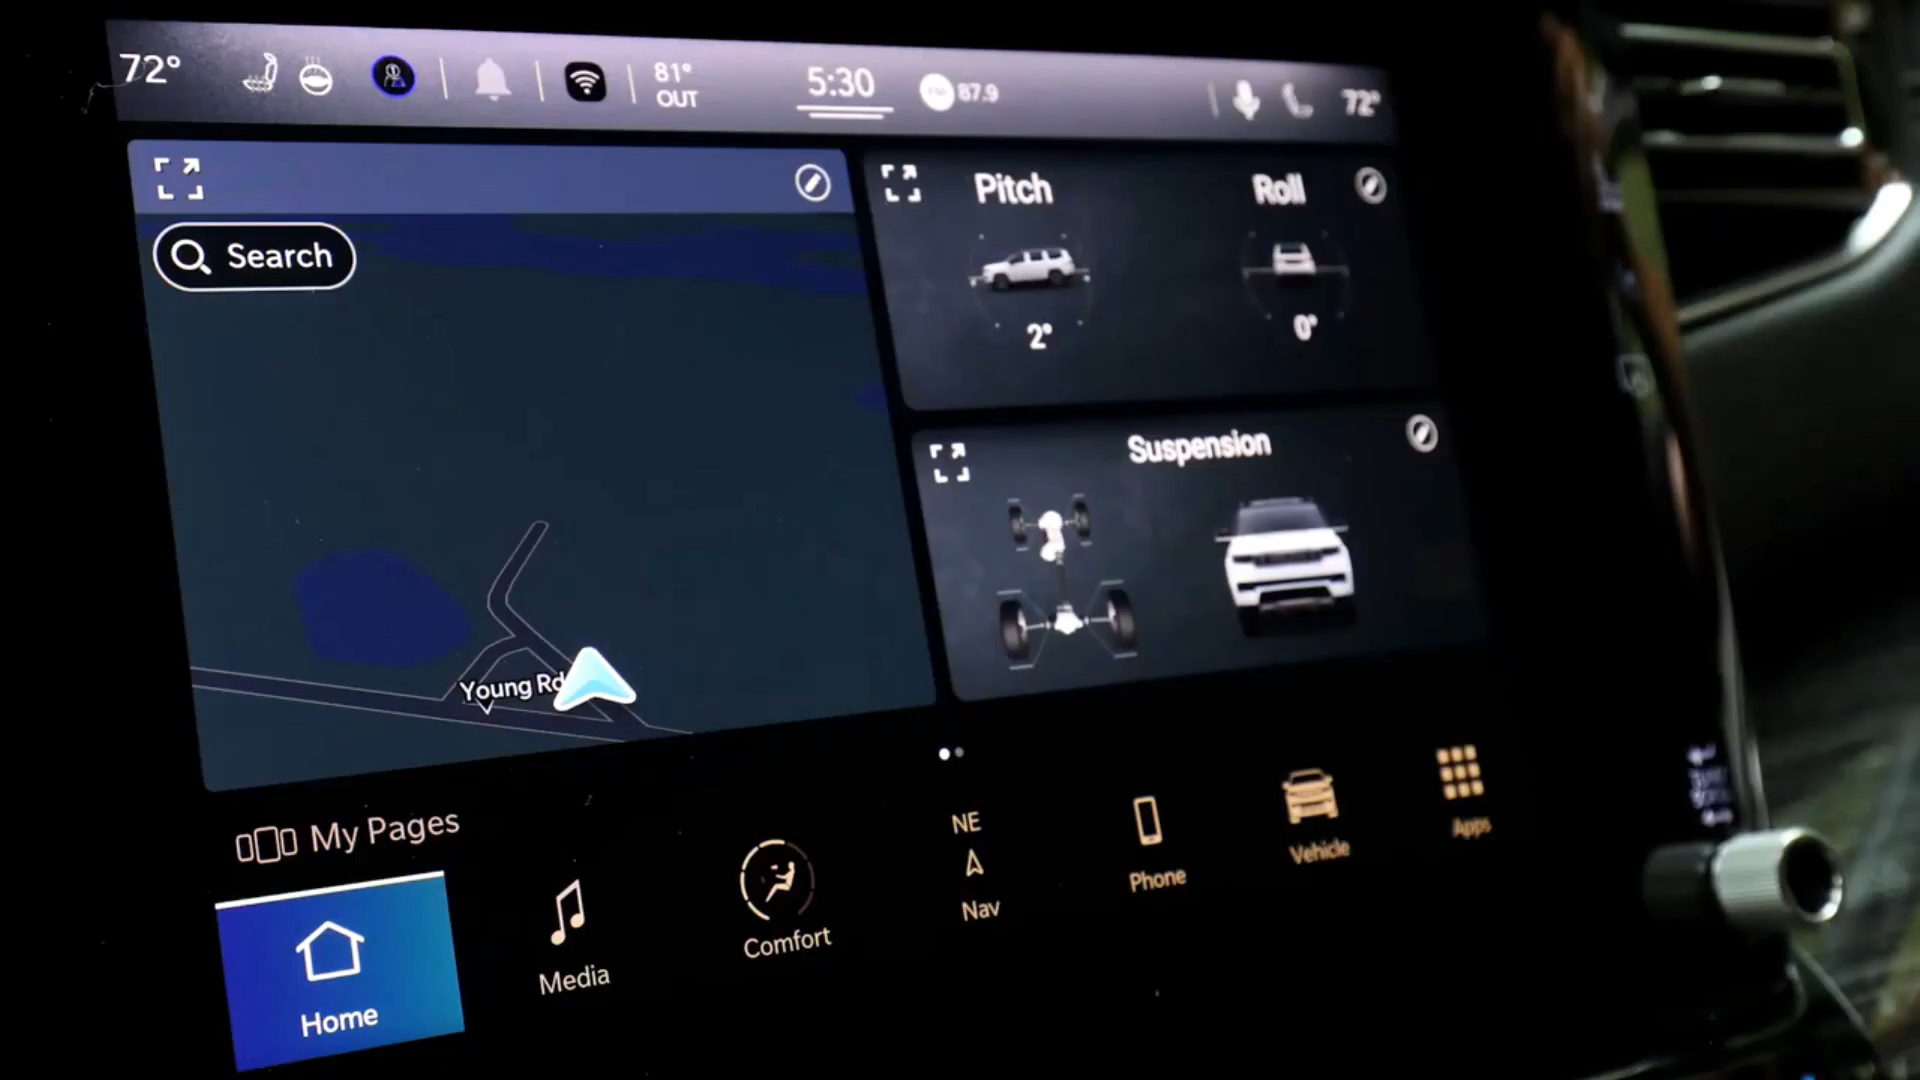 72°
81°
OUT
5:30
FM 87.9
72°
Search
Pitch
Roll
2°
0°
Suspension
Young Rd
My Pages
NE
Home
Media
Comfort
Nav
Phone
Vehicle
Apps